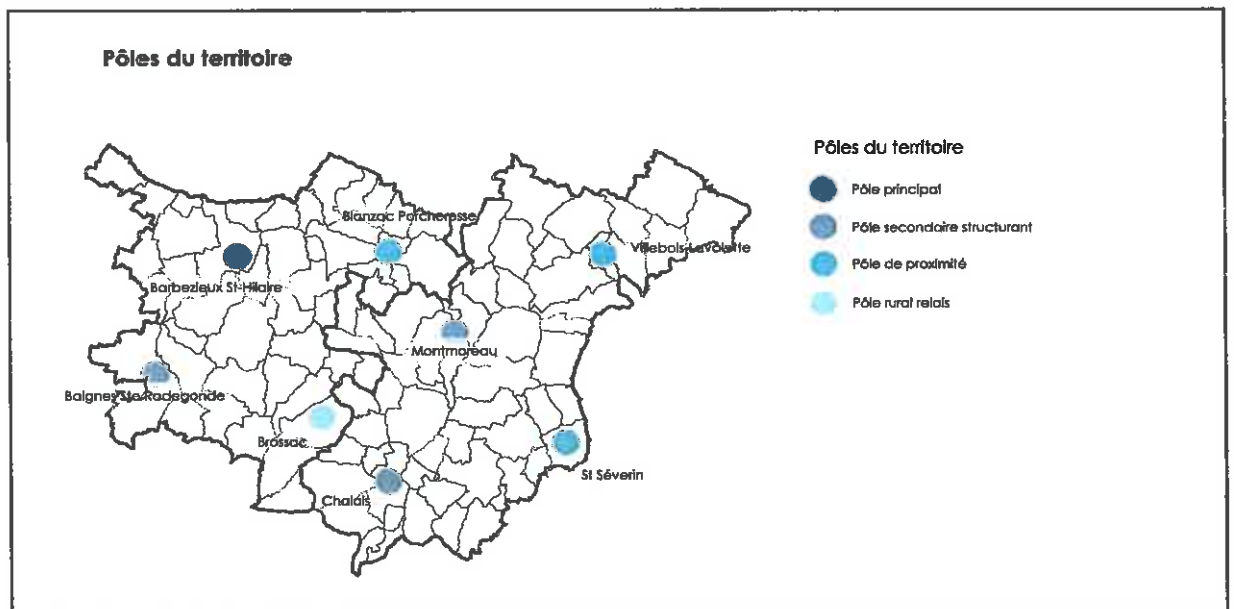 Pôles du territoire
Pôles du territoire
Pôle principal
Pôle secondaire structurant
Pôle de proximité
Pôle rural relais
Blanzac Porcheresse
Villebois-Lavalette
Barbezieux St-Hilaire
Montmoreau
Baignes Ste Radegonde
Brossac
St Séverin
Chalais